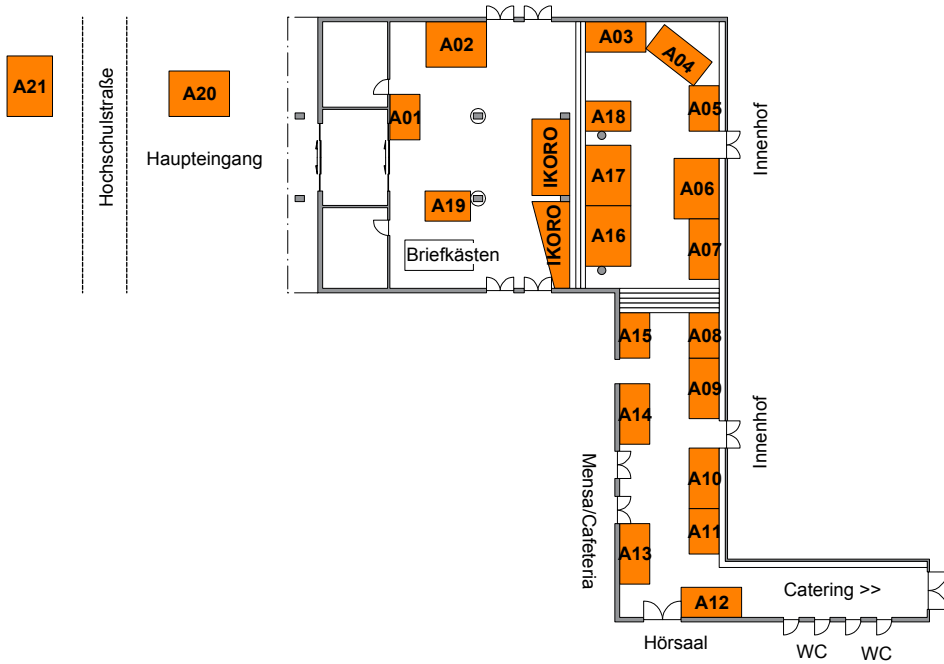 A21
Hochschulstraße
A20
Haupteingang
A02
A01
A19
Briefkästen
IKORO
IKORO
A03
A04
A05
A18
A17
A16
A06
A07
Innenhof
A15
A08
A09
A14
Innenhof
A10
A11
A13
Mensa/Cafeteria
A12
Catering >>
Hörsaal
WC
WC